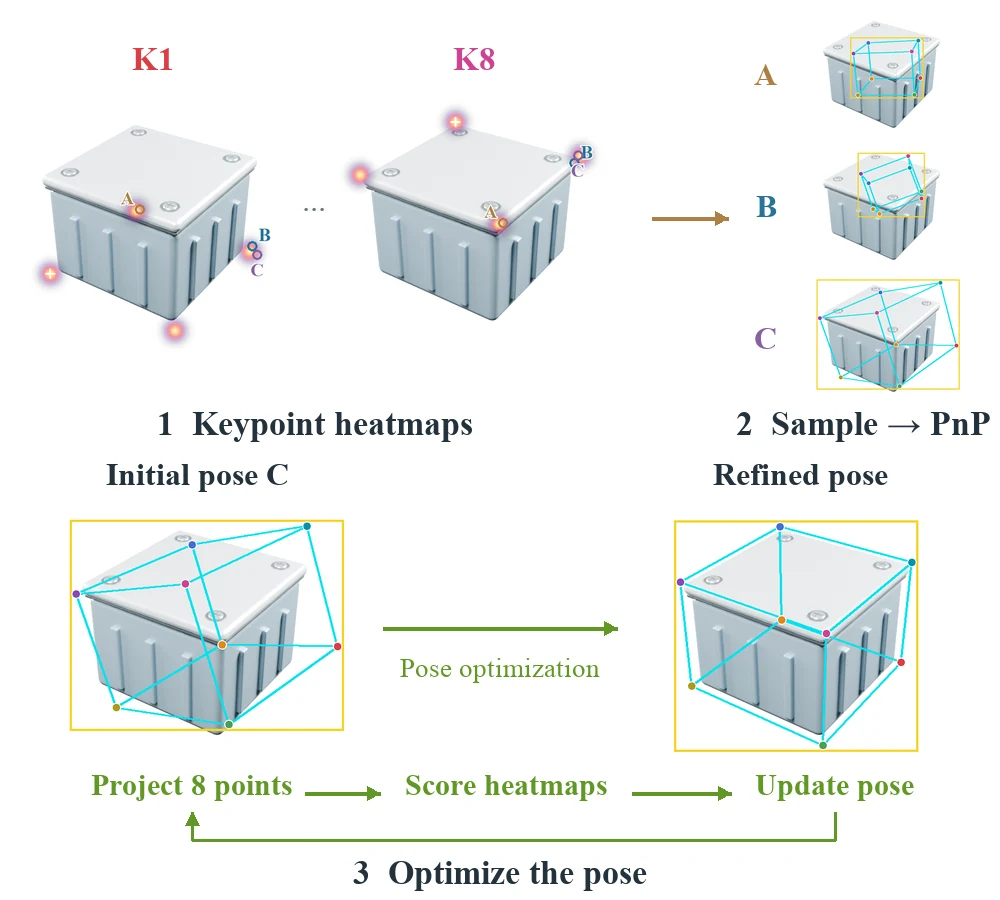 K1
K8
A
B
C
A
B
C
...
A
B
C
1 Keypoint heatmaps
2 Sample → PnP
Initial pose C
Refined pose
Pose optimization
Project 8 points
Score heatmaps
Update pose
3 Optimize the pose